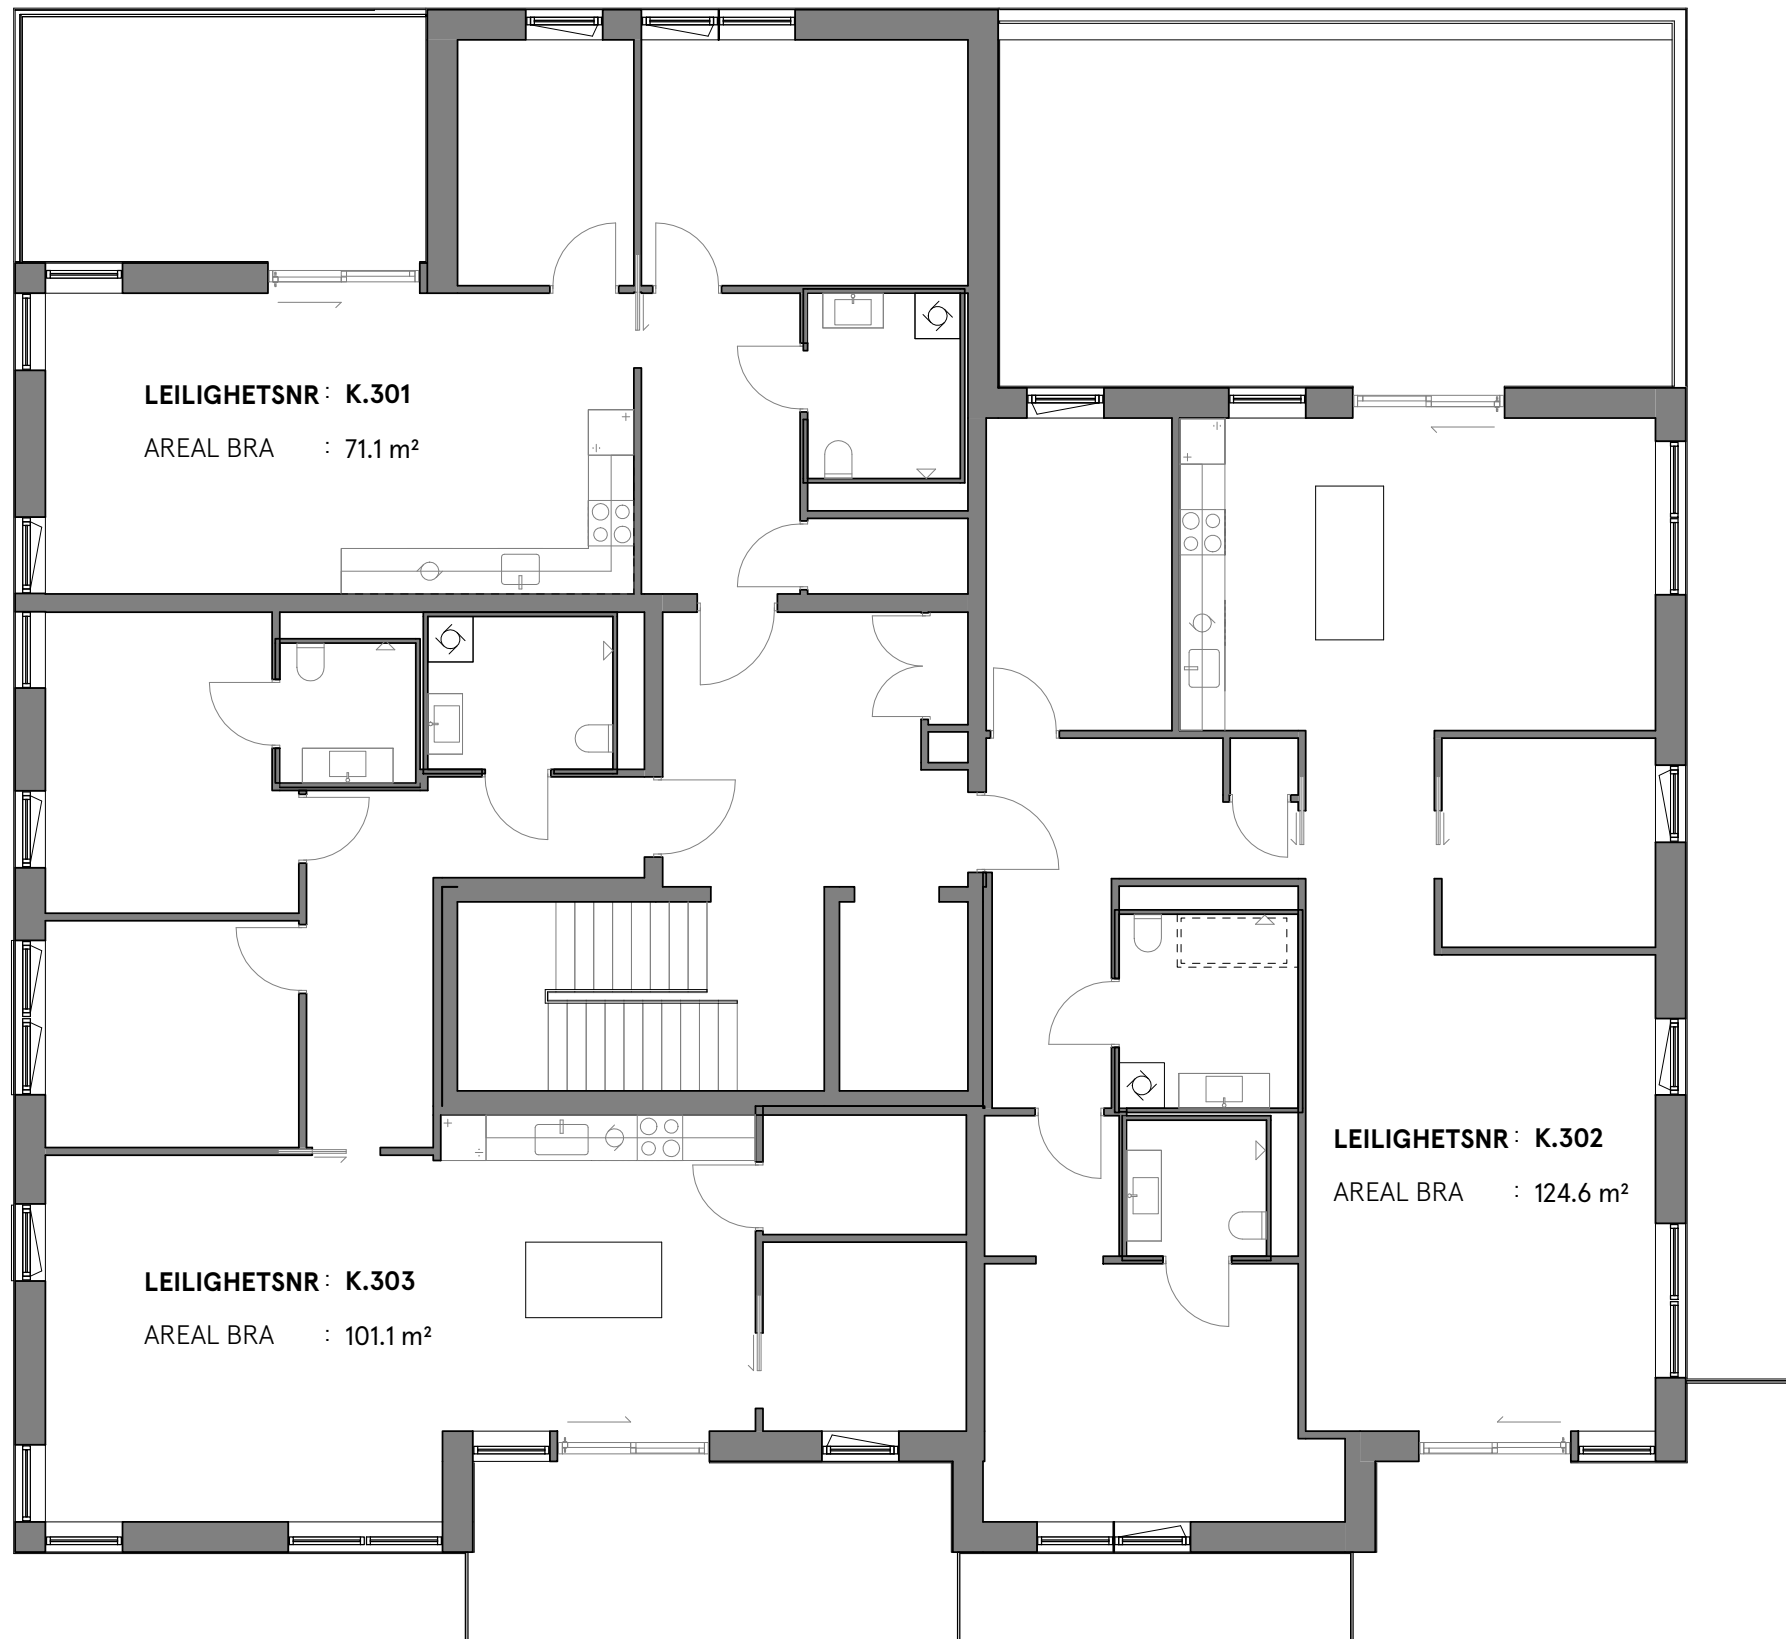 LEILIGHETSNR : K.301
AREAL BRA : 71.1 m²
LEILIGHETSNR : K.302
AREAL BRA : 124.6 m²
LEILIGHETSNR : K.303
AREAL BRA : 101.1 m²